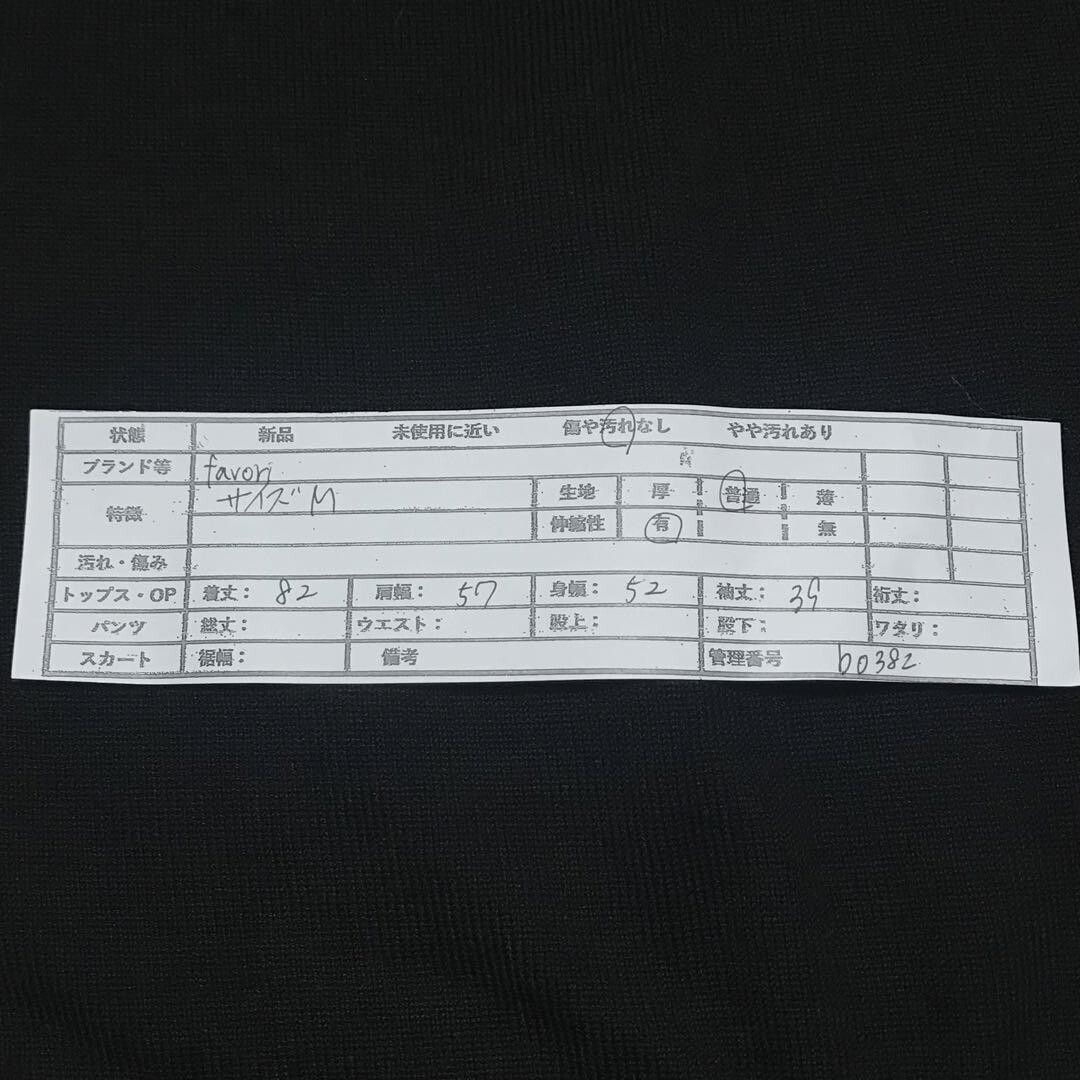 状態 新品 未使用に近い 傷や汚れなし やや汚れあり
ブランド等 favori
特徴 サイズM 生地 厚 普通 薄
伸縮性 有 無
汚れ・傷み
トップス・OP 着丈: 82 肩幅: 57 身幅: 52 袖丈: 39 裄丈:
パンツ 総丈: ウエスト: 股上: 股下: ワタリ:
スカート 裾幅: 備考 管理番号 b0382